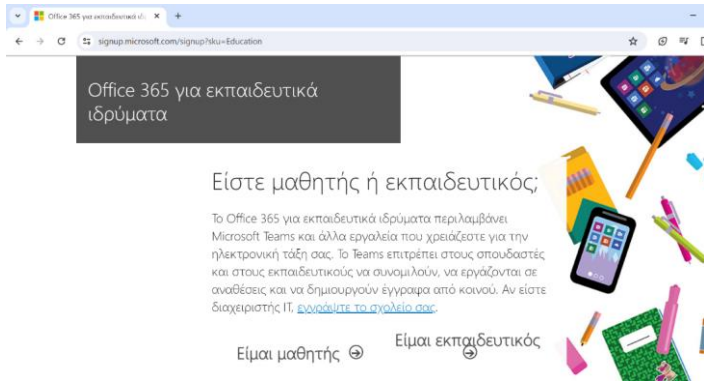 Office 365 για εκπαιδευτικά ιδ
signup.microsoft.com/signup?sku=Education
Office 365 για εκπαιδευτικά
ιδρύματα
Είστε μαθητής ή εκπαιδευτικός;
Το Office 365 για εκπαιδευτικά ιδρύματα περιλαμβάνει
Microsoft Teams και άλλα εργαλεία που χρειάζεστε για την
ηλεκτρονική τάξη σας. Το Teams επιτρέπει στους σπουδαστές
και στους εκπαιδευτικούς να συνομιλούν, να εργάζονται σε
αναθέσεις και να δημιουργούν έγγραφα από κοινού. Αν είστε
διαχειριστής IT, εγγράψτε το σχολείο σας.
Είμαι μαθητής
Είμαι εκπαιδευτικός